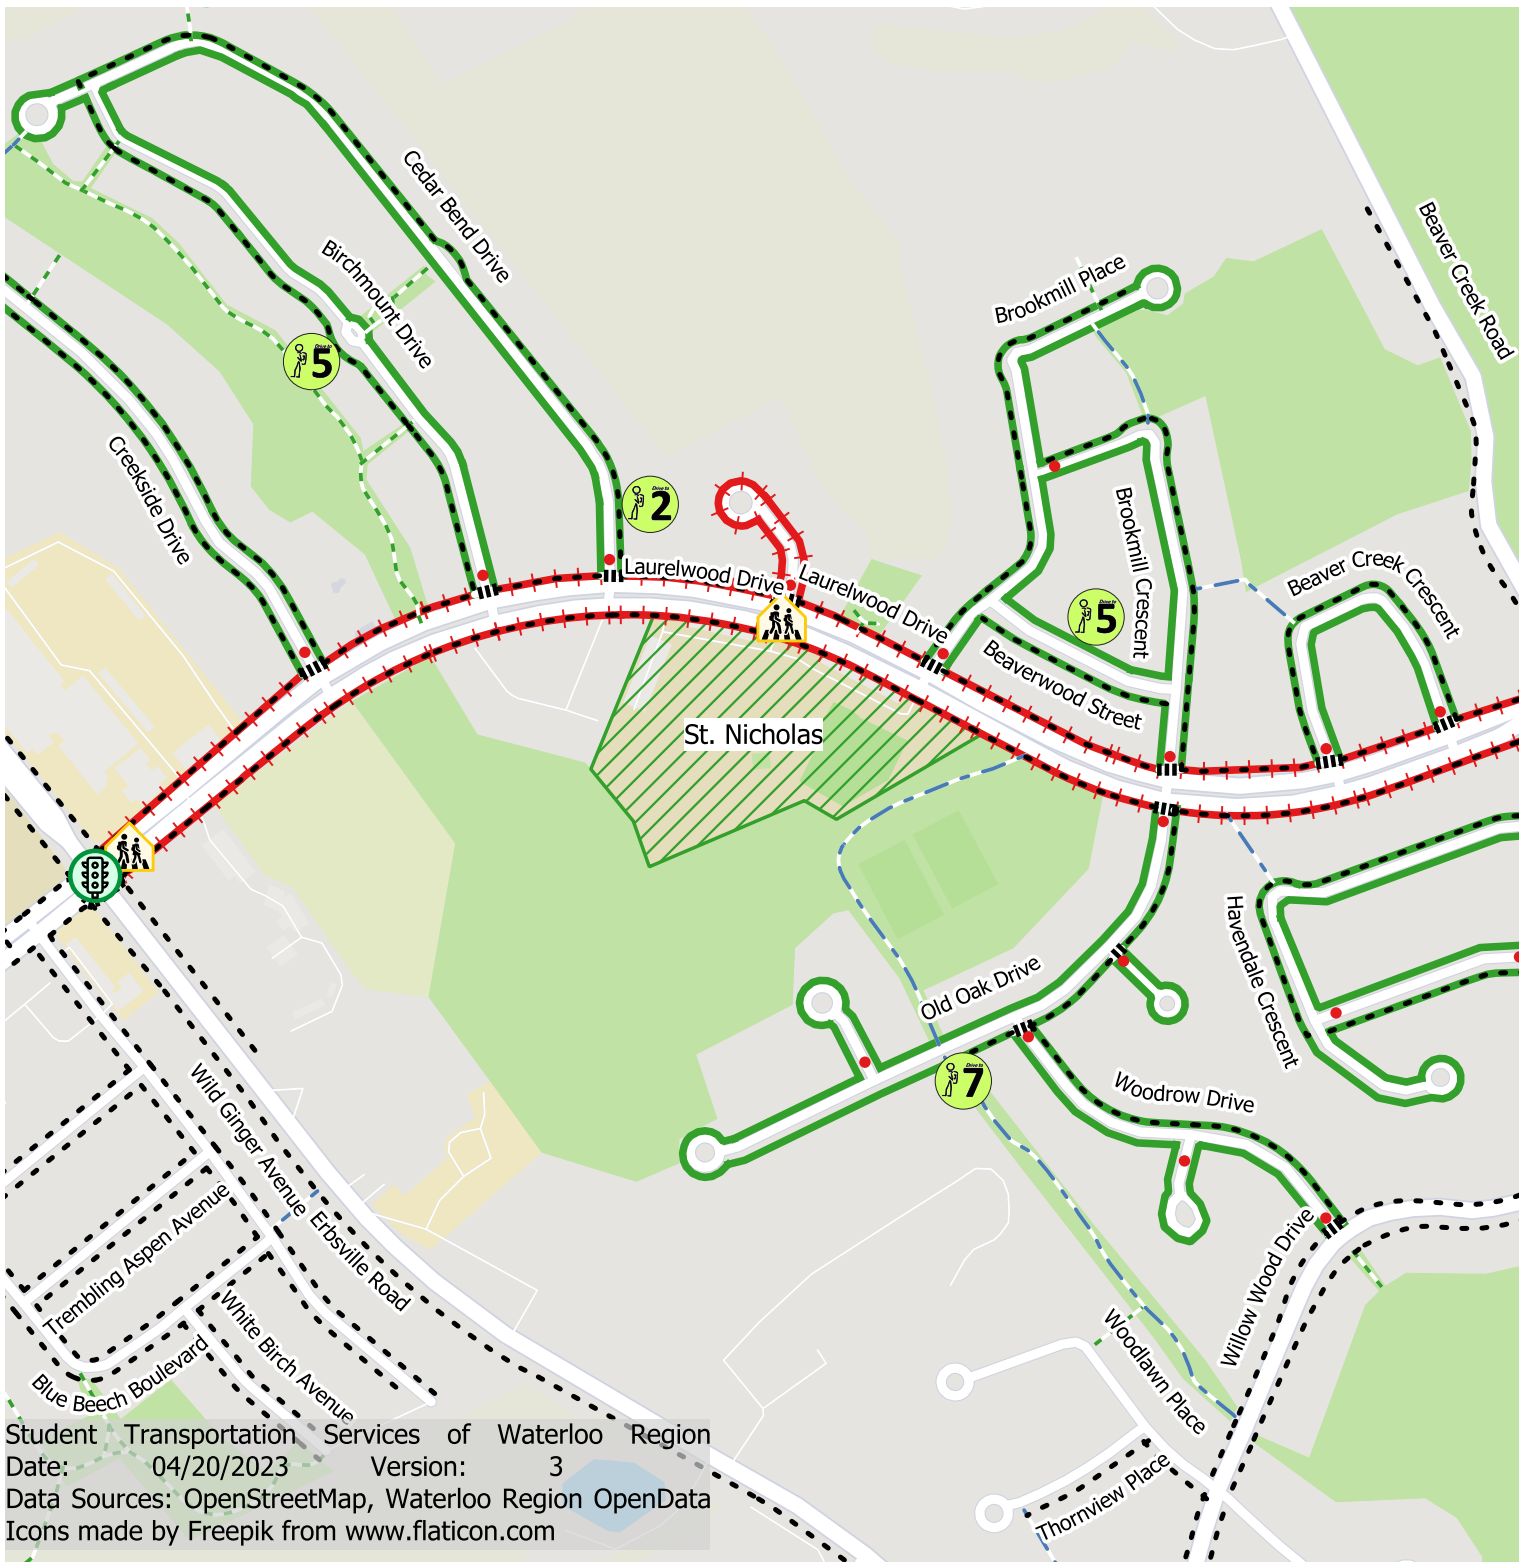 Cedar Bend Drive
Beaver Creek Road
Birchmount Drive
Brookmill Place
5
Creekside Drive
2
Brookmill Crescent
Laurelwood Drive
Laurelwood Drive
Beaver Creek Crescent
5
Beaverwood Street
St. Nicholas
Havendale Crescent
Old Oak Drive
7
Woodrow Drive
Wild Ginger Avenue
Erbsville Road
Trembling Aspen Avenue
Willow Wood Drive
White Birch Avenue
Blue Beech Boulevard
Woodlawn Place
Thornview Place
Student Transportation Services of Waterloo Region
Date: 04/20/2023 Version: 3
Data Sources: OpenStreetMap, Waterloo Region OpenData
Icons made by Freepik from www.flaticon.com